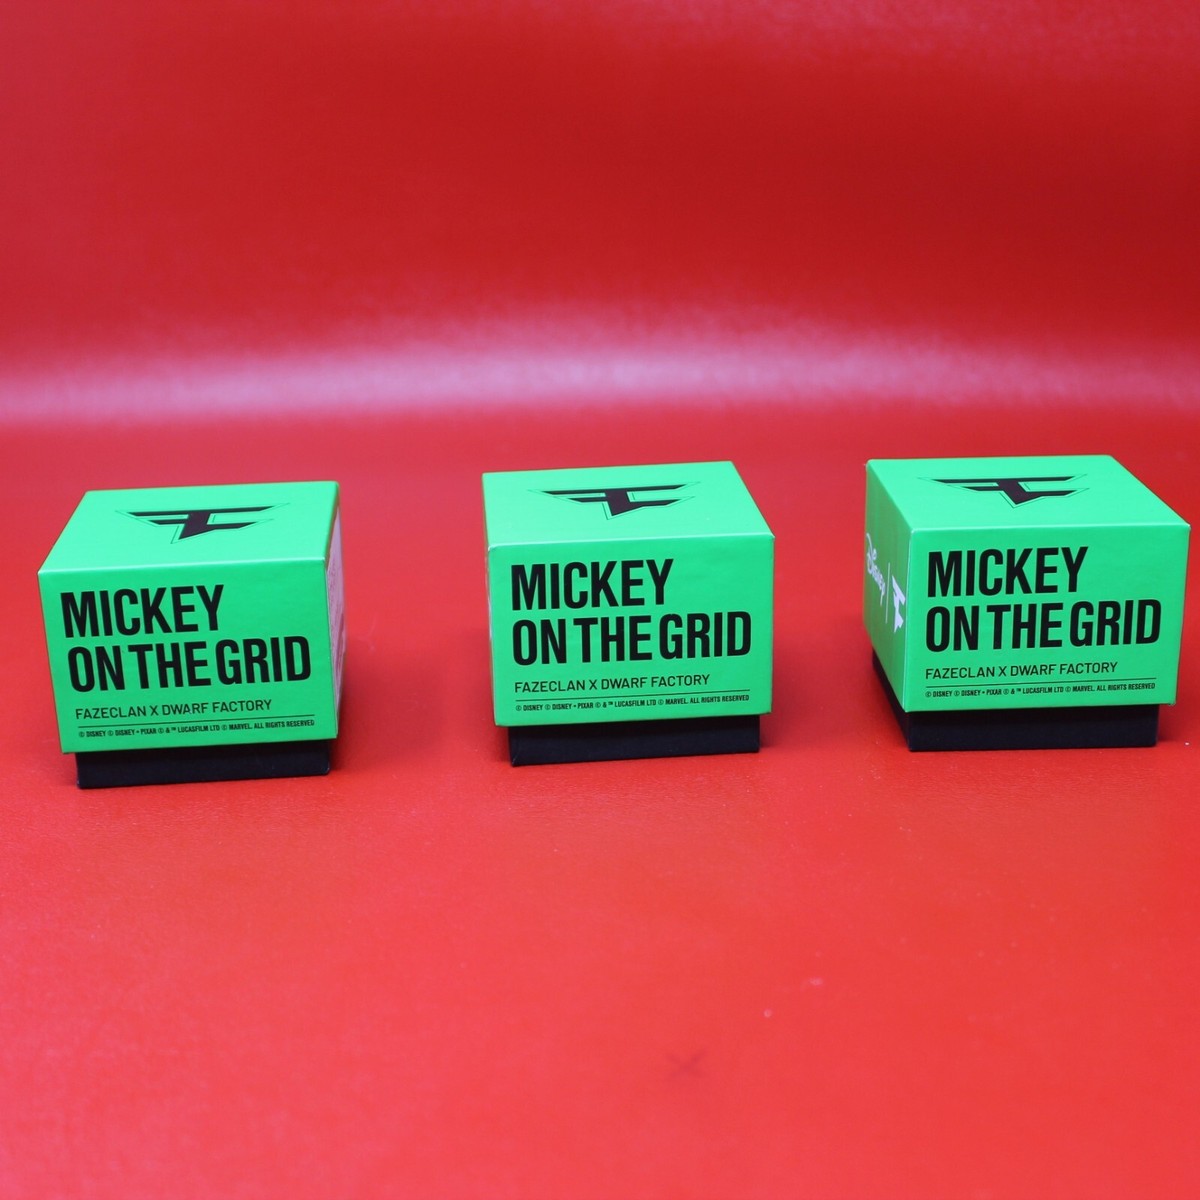 MICKEY
ON THE GRID
FAZECLAN X DWARF FACTORY
© DISNEY © DISNEY • PIXAR © & ™ LUCASFILM LTD © MARVEL. ALL RIGHTS RESERVED
MICKEY
ON THE GRID
FAZECLAN X DWARF FACTORY
© DISNEY © DISNEY • PIXAR © & ™ LUCASFILM LTD © MARVEL. ALL RIGHTS RESERVED
Disney
MICKEY
ON THE GRID
FAZECLAN X DWARF FACTORY
© DISNEY © DISNEY • PIXAR © & ™ LUCASFILM LTD © MARVEL. ALL RIGHTS RESERVED